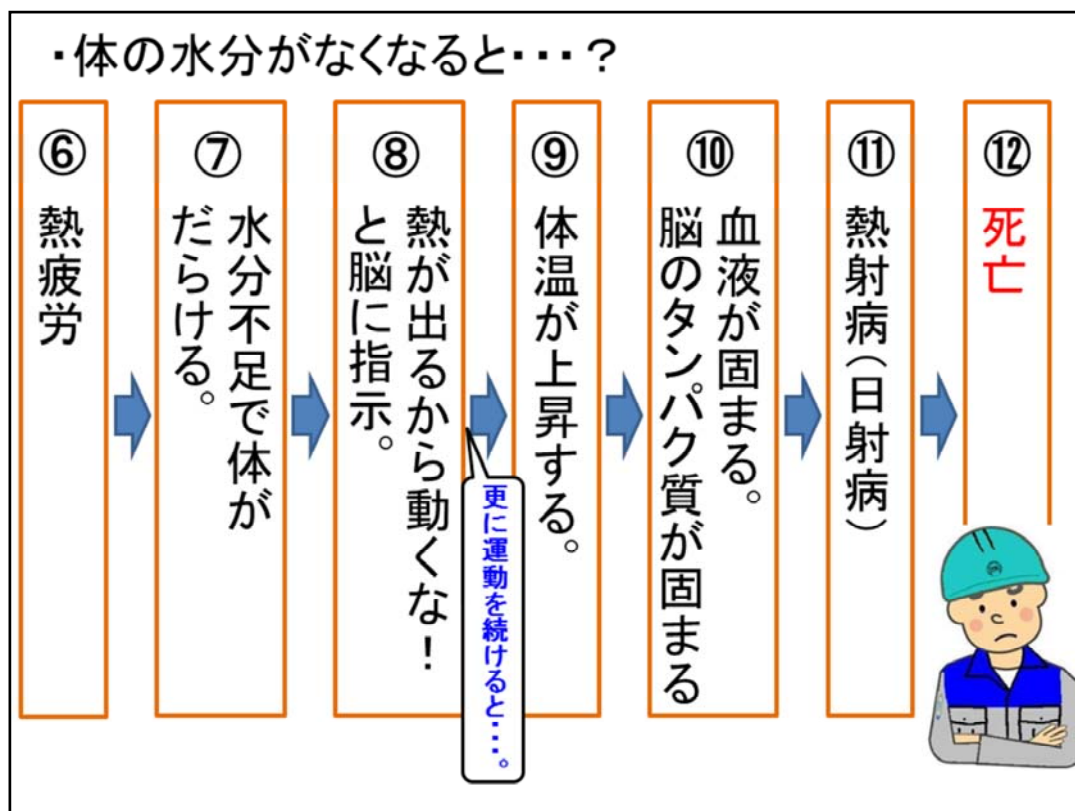 ・体の水分がなくなると・・・？
⑥
熱疲労
⑦
水分不足で体が
だらける。
⑧
熱が出るから動くな！
と脳に指示。
更に運動を続けると・・・。
⑨
体温が上昇する。
⑩
血液が固まる。
脳のタンパク質が固まる
⑪
熱射病（日射病）
⑫
死亡